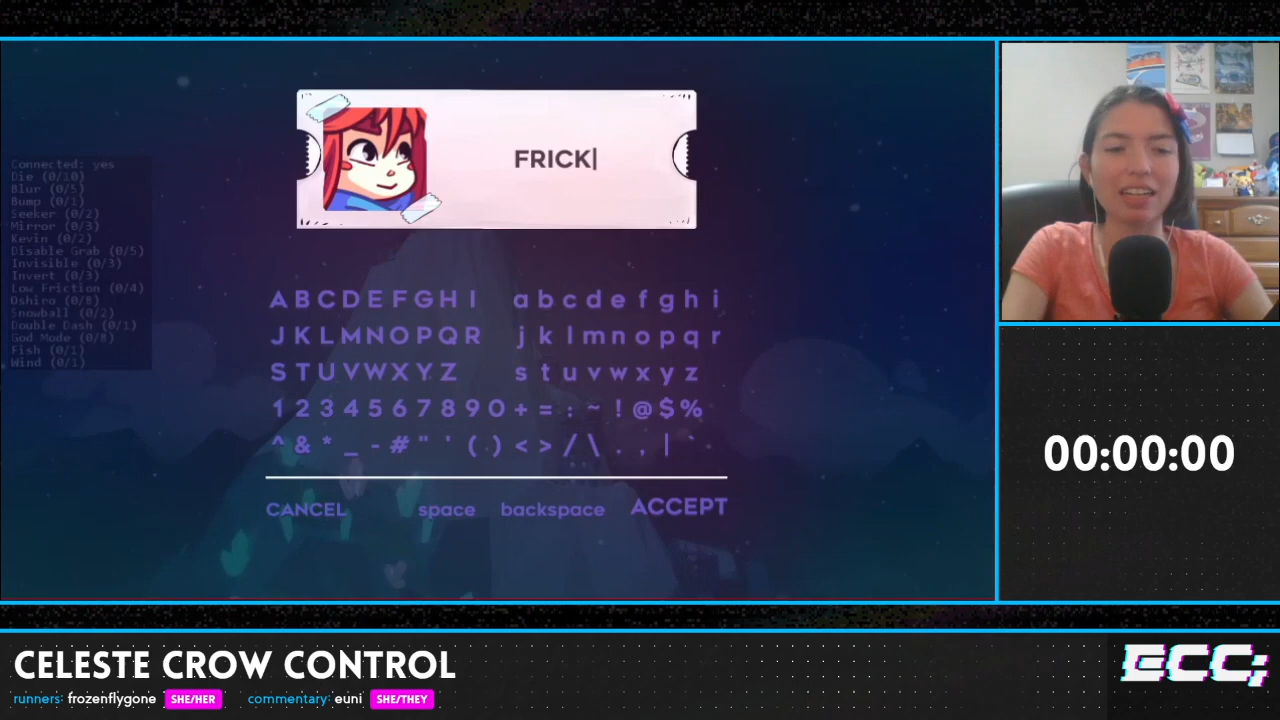 FRICK|
Connected: yes
Die (0/10)
Blur (0/5)
Bump (0/1)
Seeker (0/2)
Mirror (0/3)
Kevin (0/2)
Disable Grab (0/5)
Invisible (0/3)
Invert (0/3)
Low Friction (0/4)
Oshiro (0/8)
Snowball (0/2)
Double Dash (0/1)
God Mode (0/8)
Fish (0/1)
Wind (0/1)
A B C D E F G H I a b c d e f g h i
J K L M N O P Q R j k l m n o p q r
S T U V W X Y Z s t u v w x y z
1 2 3 4 5 6 7 8 9 0 + = : ~ ! @ $ %
^ & * _ - # " ' ( ) < > / \ . , | `
CANCEL space backspace ACCEPT
00:00:00
CELESTE CROW CONTROL
runners: frozenflygone SHE/HER commentary: euni SHE/THEY
ECC;